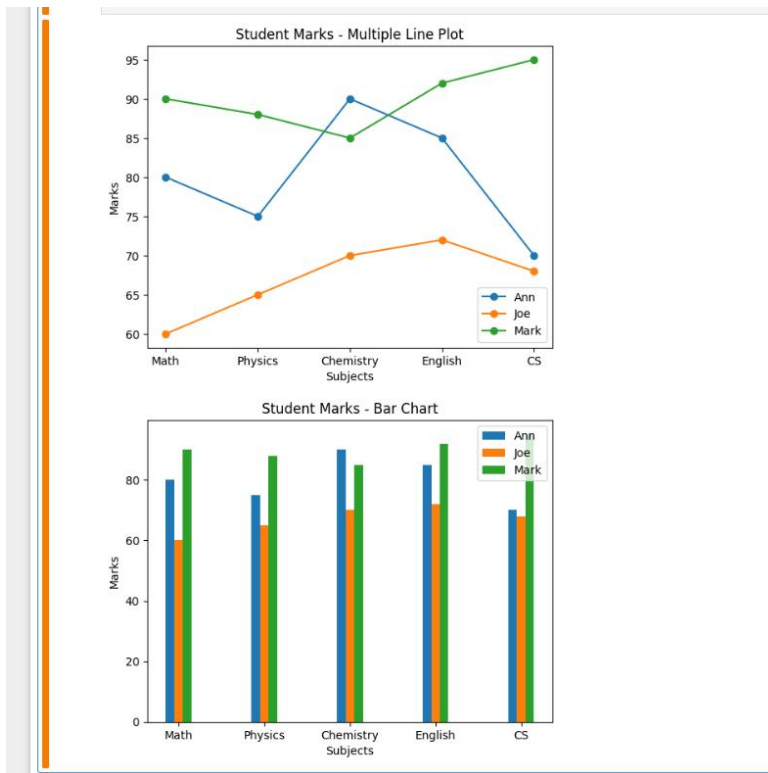 Student Marks - Multiple Line Plot
95
90
85
80
75
70
65
60
Marks
Ann
Joe
Mark
Math Physics Chemistry English CS
Subjects
Student Marks - Bar Chart
Ann
Joe
Mark
80
60
40
20
0
Marks
Math Physics Chemistry English CS
Subjects